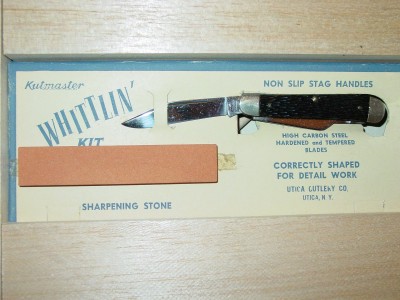 Kutmaster
WHITTLIN'
KIT
NON SLIP STAG HANDLES
HIGH CARBON STEEL
HARDENED and TEMPERED
BLADES
CORRECTLY SHAPED
FOR DETAIL WORK
UTICA CUTLERY CO.
UTICA, N.Y.
SHARPENING STONE